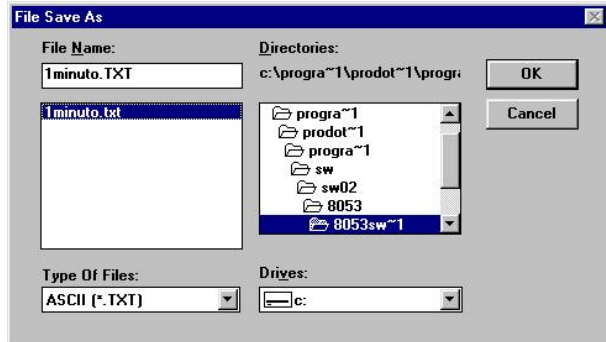 File Save As
File Name:
1minuto.TXT
1minuto.txt
Type Of Files:
ASCII (*.TXT)
Directories:
c:\progra~1\prodot~1\progra
progra~1
prodot~1
progra~1
sw
sw02
8053
8053sw~1
Drives:
c:
OK
Cancel